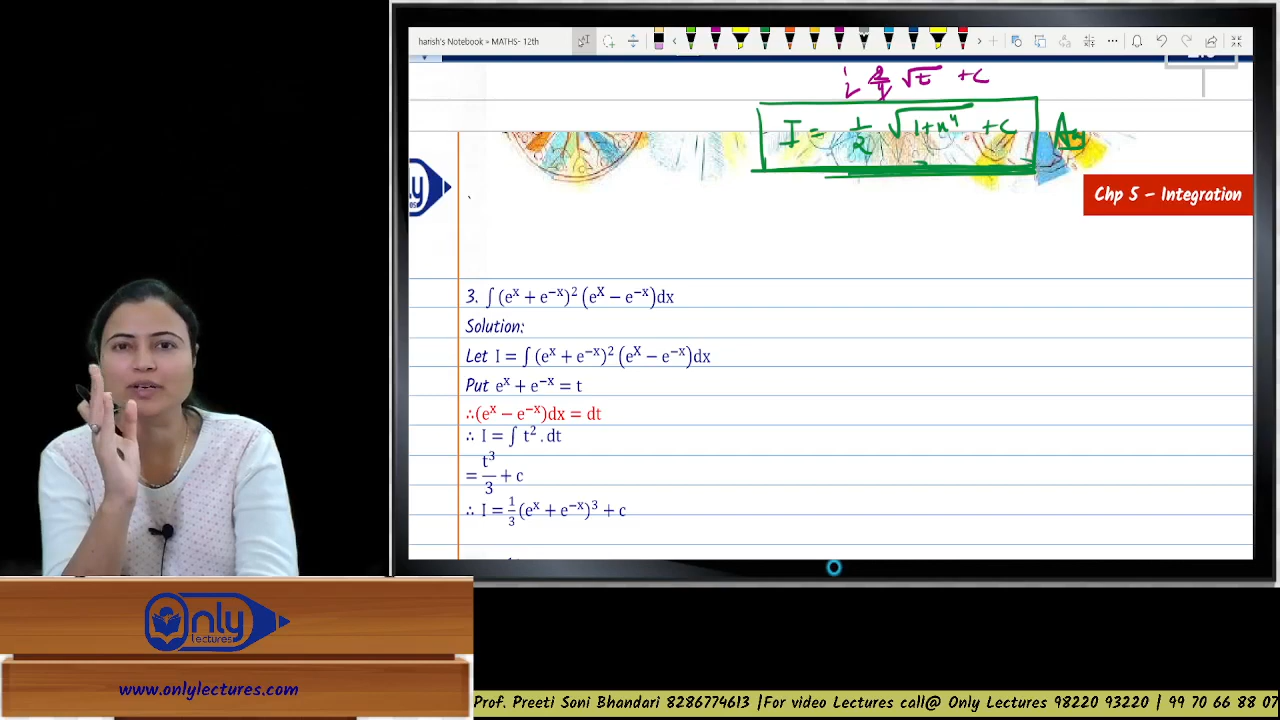 harish's Notebook > MATHS- 12th
√t + c
I = 1/2 √1+x⁴ + c
Chp 5 – Integration
3. ∫(eˣ + e⁻ˣ)² (eˣ – e⁻ˣ)dx
Solution:
Let I = ∫(eˣ + e⁻ˣ)² (eˣ – e⁻ˣ)dx
Put eˣ + e⁻ˣ = t
∴(eˣ – e⁻ˣ)dx = dt
∴ I = ∫ t² . dt
= t³/3 + c
∴ I = 1/3 (eˣ + e⁻ˣ)³ + c
Only
lectures
www.onlylectures.com
Prof. Preeti Soni Bhandari 8286774613 |For video Lectures call@ Only Lectures 98220 93220 | 99 70 66 88 07